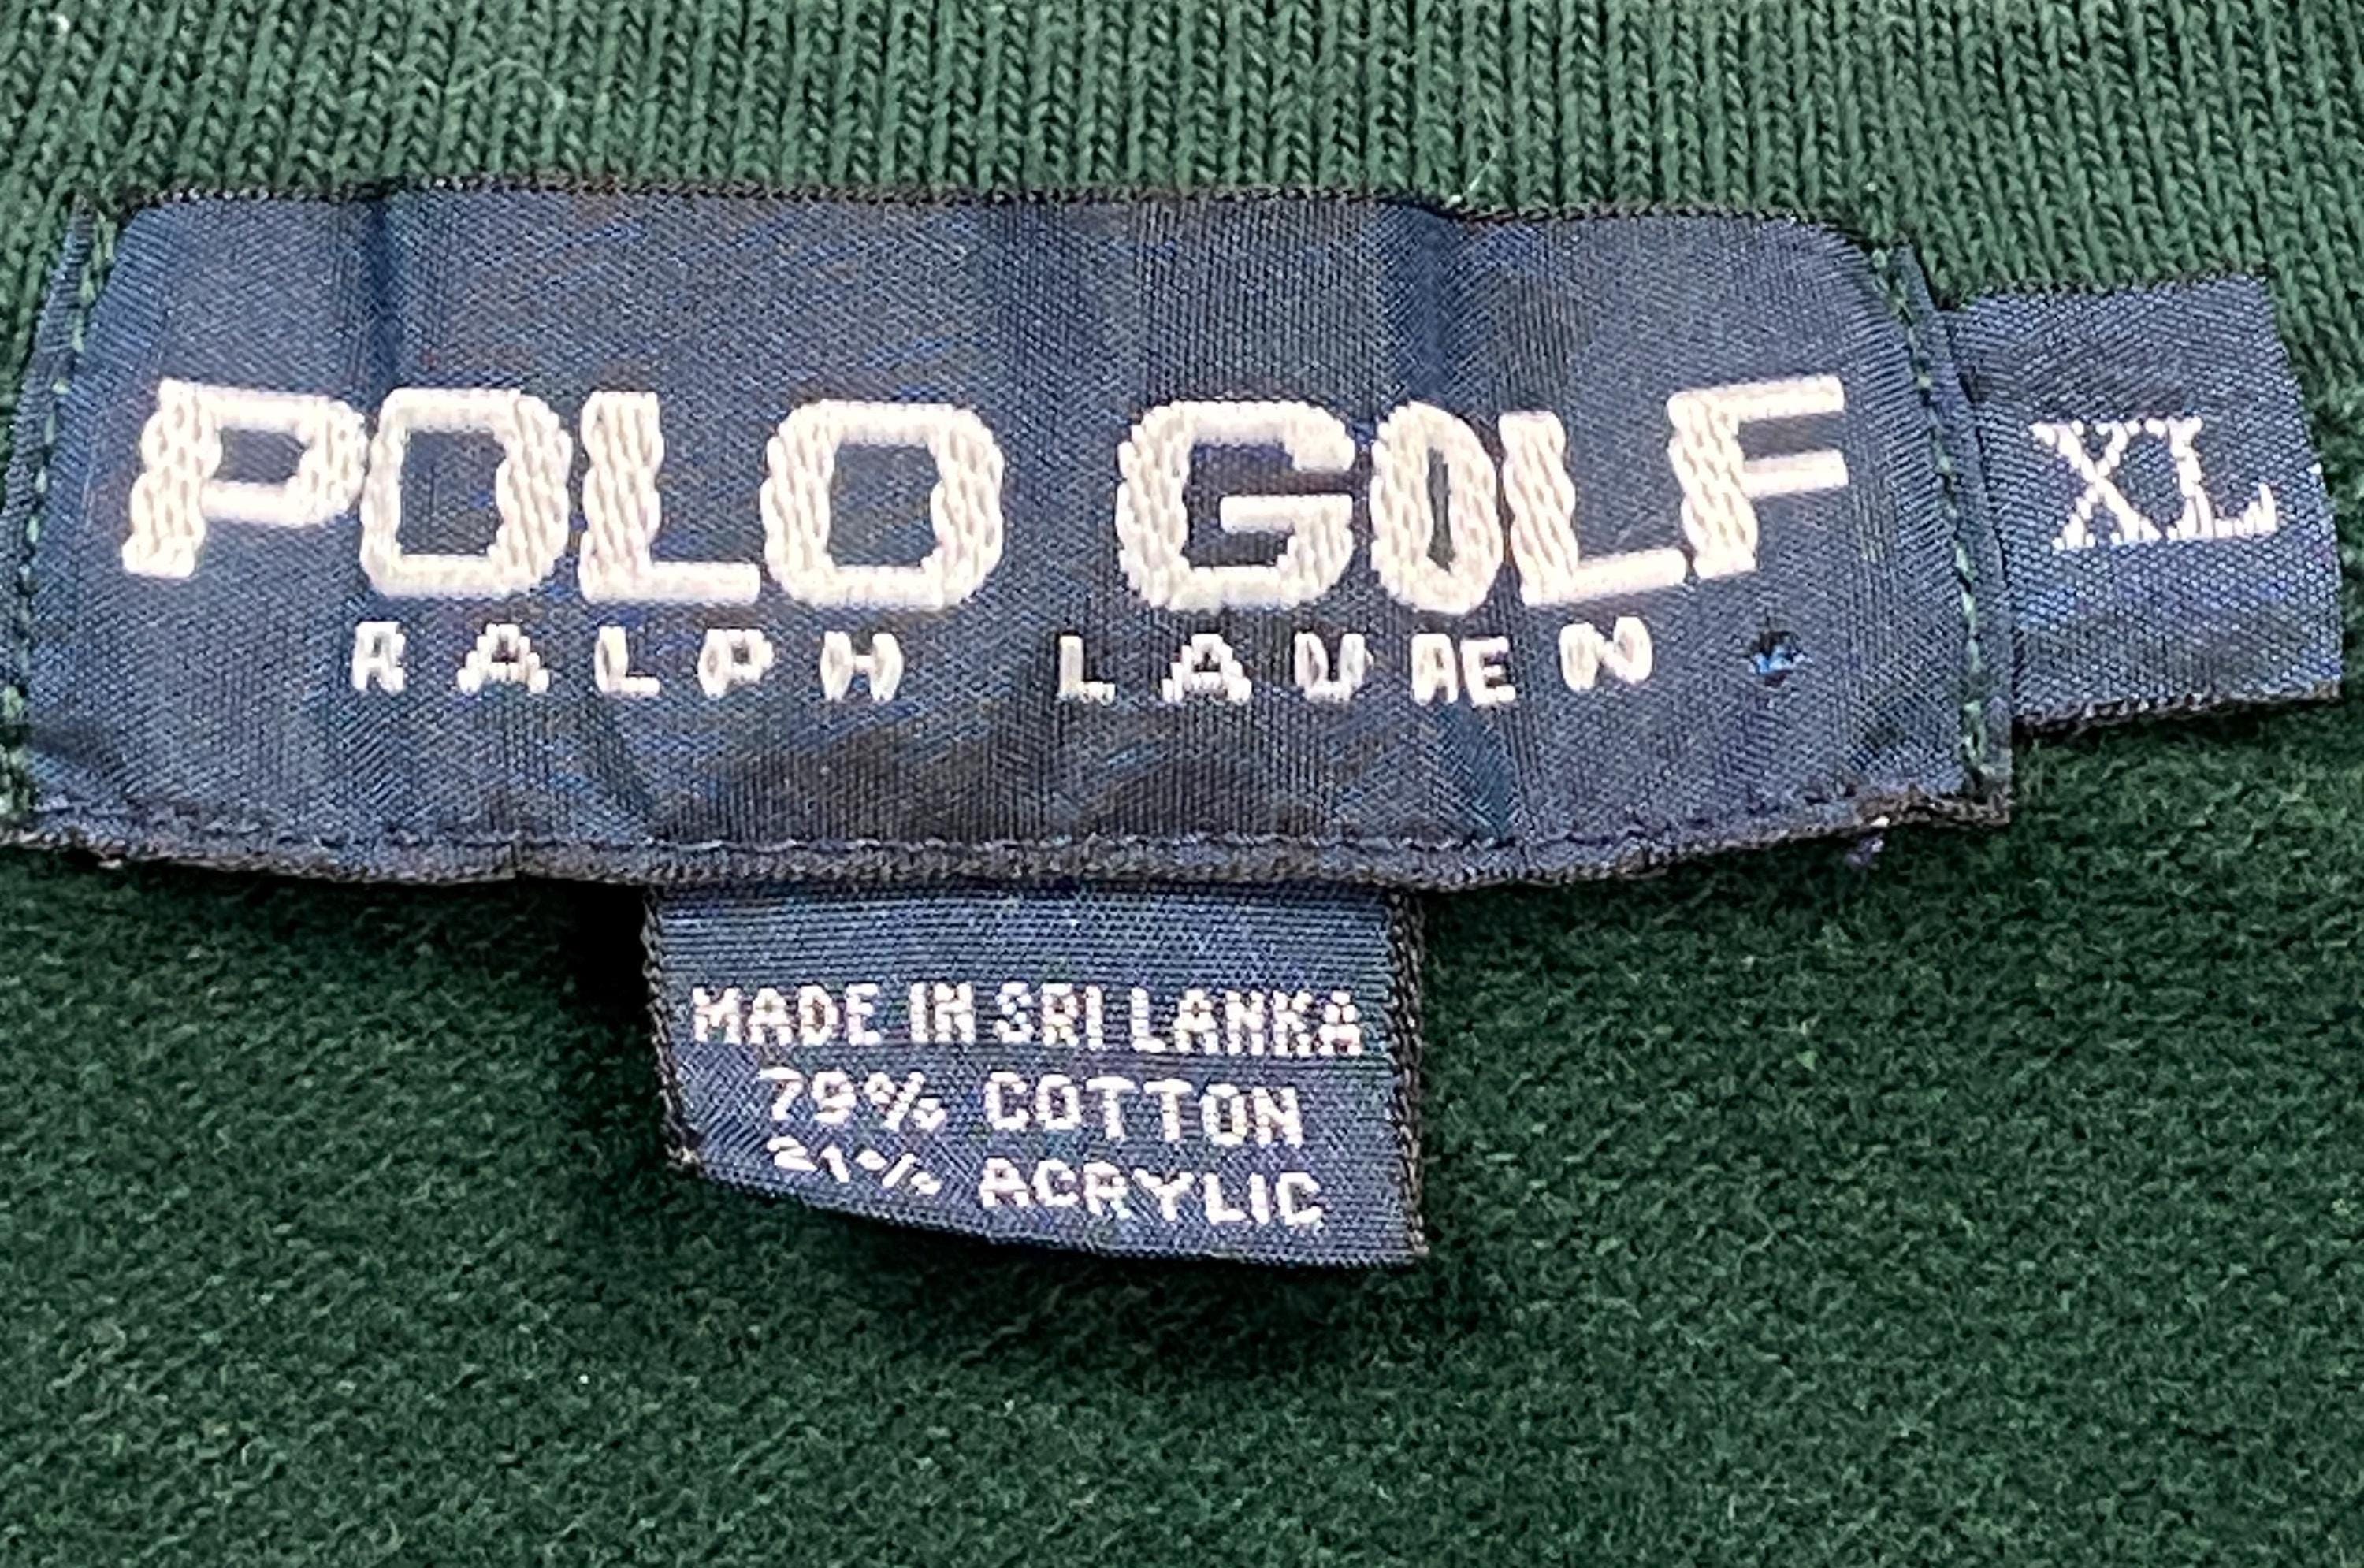 POLO GOLF
RALPH LAUREN
XL
MADE IN SRI LANKA
79% COTTON
21% ACRYLIC